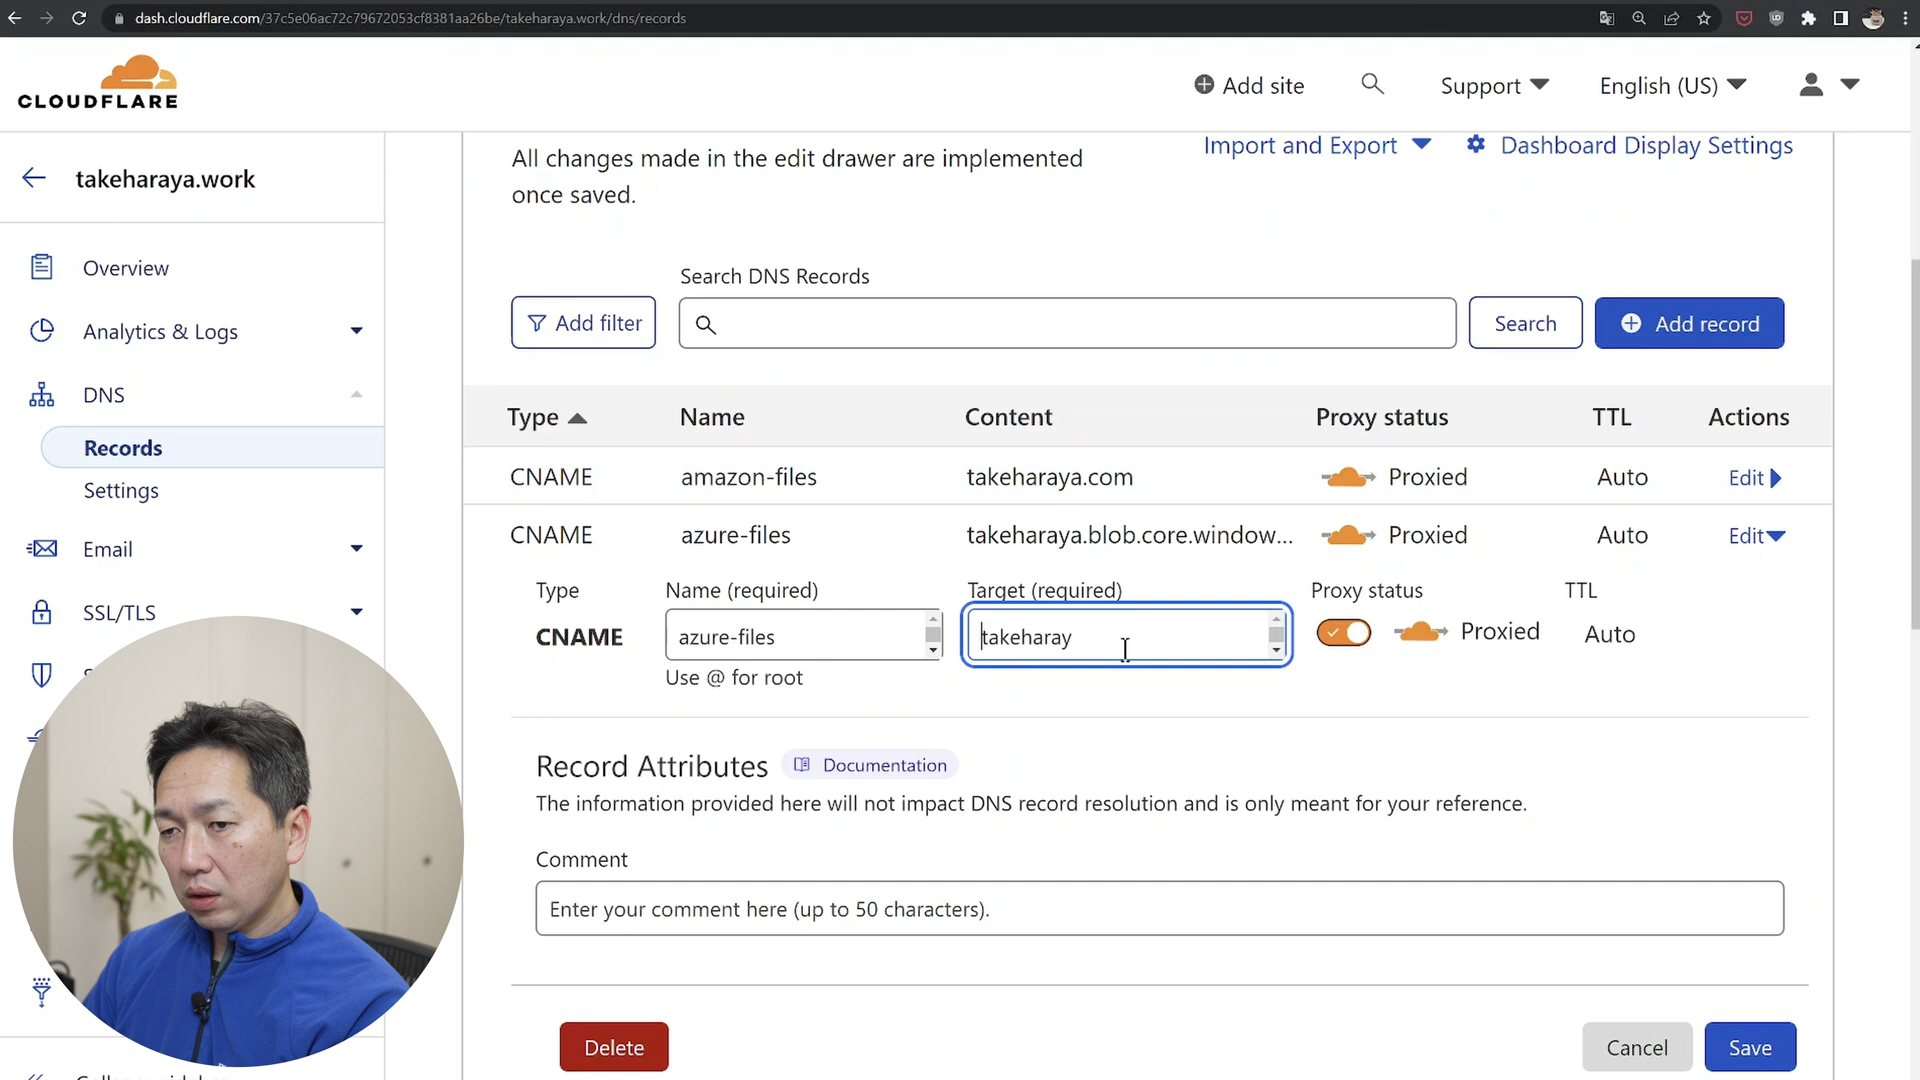 dash.cloudflare.com/37c5e06ac72c79672053cf8381aa26be/takeharaya.work/dns/records
CLOUDFLARE
Add site
Support
English (US)
takeharaya.work
Overview
Analytics & Logs
DNS
Records
Settings
Email
SSL/TLS
All changes made in the edit drawer are implemented
once saved.
Import and Export
Dashboard Display Settings
Search DNS Records
Add filter
Search
Add record
Type Name Content Proxy status TTL Actions
CNAME amazon-files takeharaya.com Proxied Auto Edit
CNAME azure-files takeharaya.blob.core.window... Proxied Auto Edit
Type Name (required) Target (required) Proxy status TTL
CNAME azure-files takeharay Proxied Auto
Use @ for root
Record Attributes Documentation
The information provided here will not impact DNS record resolution and is only meant for your reference.
Comment
Enter your comment here (up to 50 characters).
Delete
Cancel
Save